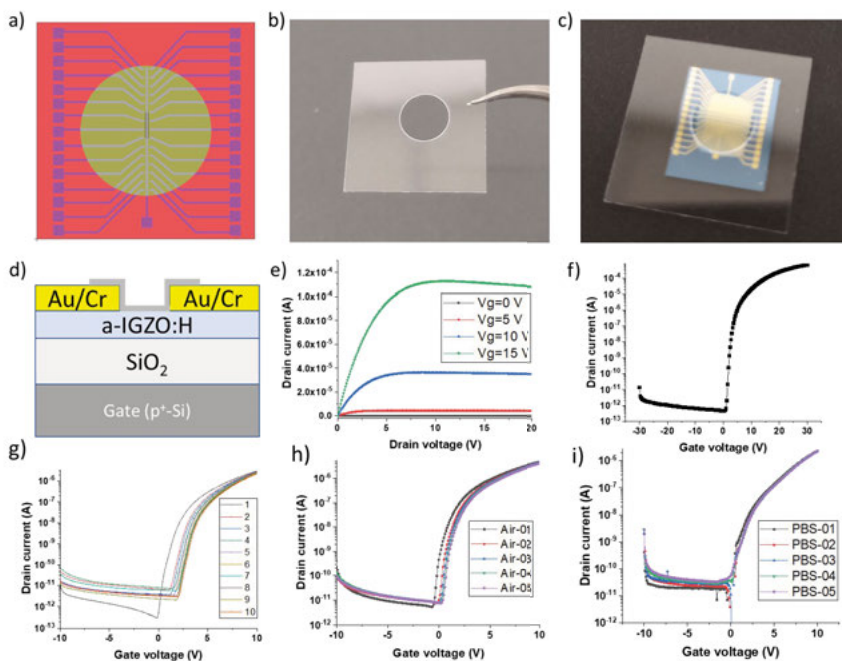 a)
b)
c)
d)
Au/Cr
Au/Cr
a-IGZO:H
SiO2
Gate (p+-Si)
e)
Drain current (A)
1.2x10-4
1.0x10-4
8.0x10-5
6.0x10-5
4.0x10-5
2.0x10-5
0.0
0
5
10
15
20
Drain voltage (V)
Vg=0 V
Vg=5 V
Vg=10 V
Vg=15 V
f)
Drain current (A)
10-4
10-5
10-6
10-7
10-8
10-9
10-10
10-11
10-12
10-13
-30
-20
-10
0
10
20
30
Gate voltage (V)
g)
Drain current (A)
10-6
10-7
10-8
10-9
10-10
10-11
10-12
10-13
-10
-5
0
5
10
Gate voltage (V)
1
2
3
4
5
6
7
8
9
10
h)
Drain current (A)
10-6
10-7
10-8
10-9
10-10
10-11
10-12
-10
-5
0
5
10
Gate voltage (V)
Air-01
Air-02
Air-03
Air-04
Air-05
i)
Drain current (A)
10-6
10-7
10-8
10-9
10-10
10-11
10-12
10-13
-10
-5
0
5
10
Gate voltage (V)
PBS-01
PBS-02
PBS-03
PBS-04
PBS-05